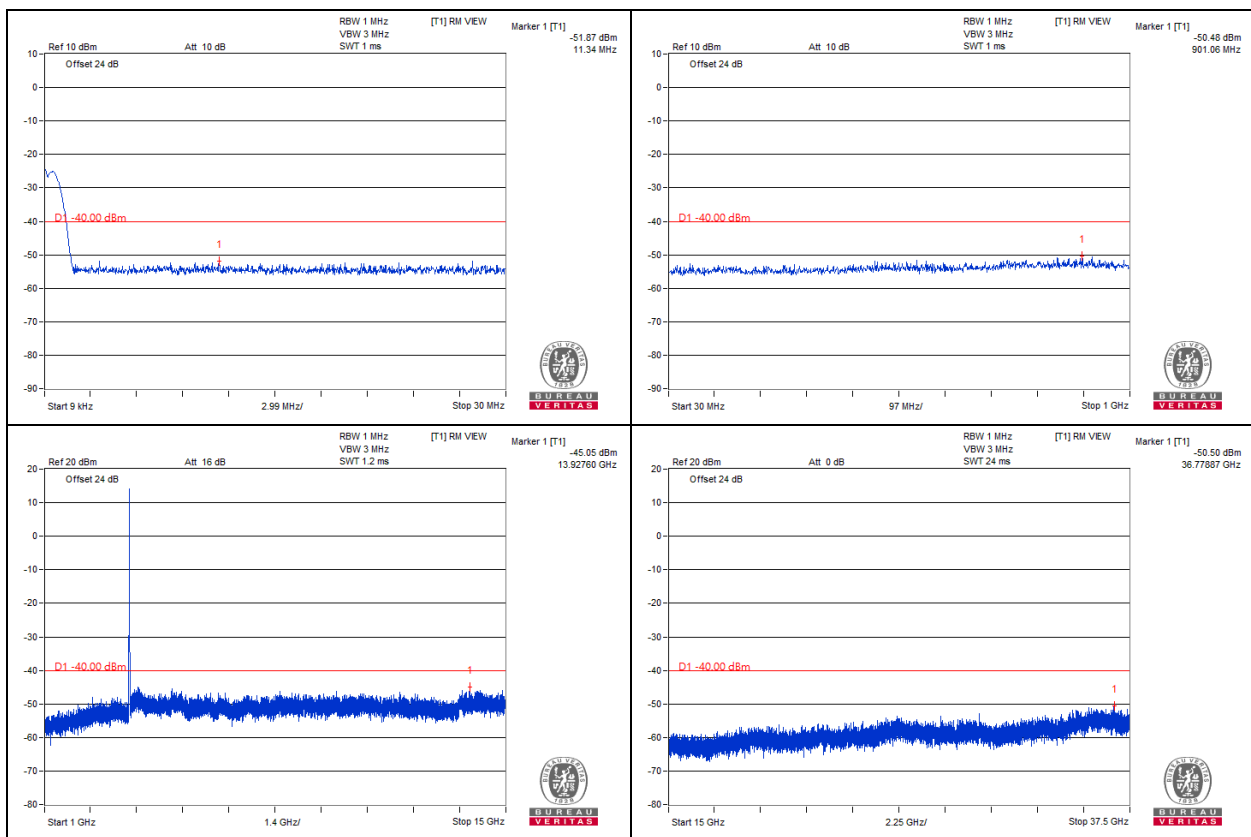 RBW 1 MHz [T1] RM VIEW Marker 1 [T1]
VBW 3 MHz -51.87 dBm
Ref 10 dBm Att 10 dB SWT 1 ms 11.34 MHz
10
Offset 24 dB
0
-10
-20
-30
-40
D1 -40.00 dBm
1
-50
-60
-70
-80
-90
Start 9 kHz 2.99 MHz/ Stop 30 MHz
BUREAU VERITAS
1828
BUREAU
VERITAS
RBW 1 MHz [T1] RM VIEW Marker 1 [T1]
VBW 3 MHz -50.48 dBm
Ref 10 dBm Att 10 dB SWT 1 ms 901.06 MHz
10
Offset 24 dB
0
-10
-20
-30
-40
D1 -40.00 dBm
1
-50
-60
-70
-80
-90
Start 30 MHz 97 MHz/ Stop 1 GHz
BUREAU VERITAS
1828
BUREAU
VERITAS
RBW 1 MHz [T1] RM VIEW Marker 1 [T1]
VBW 3 MHz -45.05 dBm
Ref 20 dBm Att 16 dB SWT 1.2 ms 13.92760 GHz
20
Offset 24 dB
10
0
-10
-20
-30
-40
D1 -40.00 dBm
1
-50
-60
-70
-80
Start 1 GHz 1.4 GHz/ Stop 15 GHz
BUREAU VERITAS
1828
BUREAU
VERITAS
RBW 1 MHz [T1] RM VIEW Marker 1 [T1]
VBW 3 MHz -50.50 dBm
Ref 20 dBm Att 0 dB SWT 24 ms 36.77887 GHz
20
Offset 24 dB
10
0
-10
-20
-30
-40
D1 -40.00 dBm
1
-50
-60
-70
-80
Start 15 GHz 2.25 GHz/ Stop 37.5 GHz
BUREAU VERITAS
1828
BUREAU
VERITAS